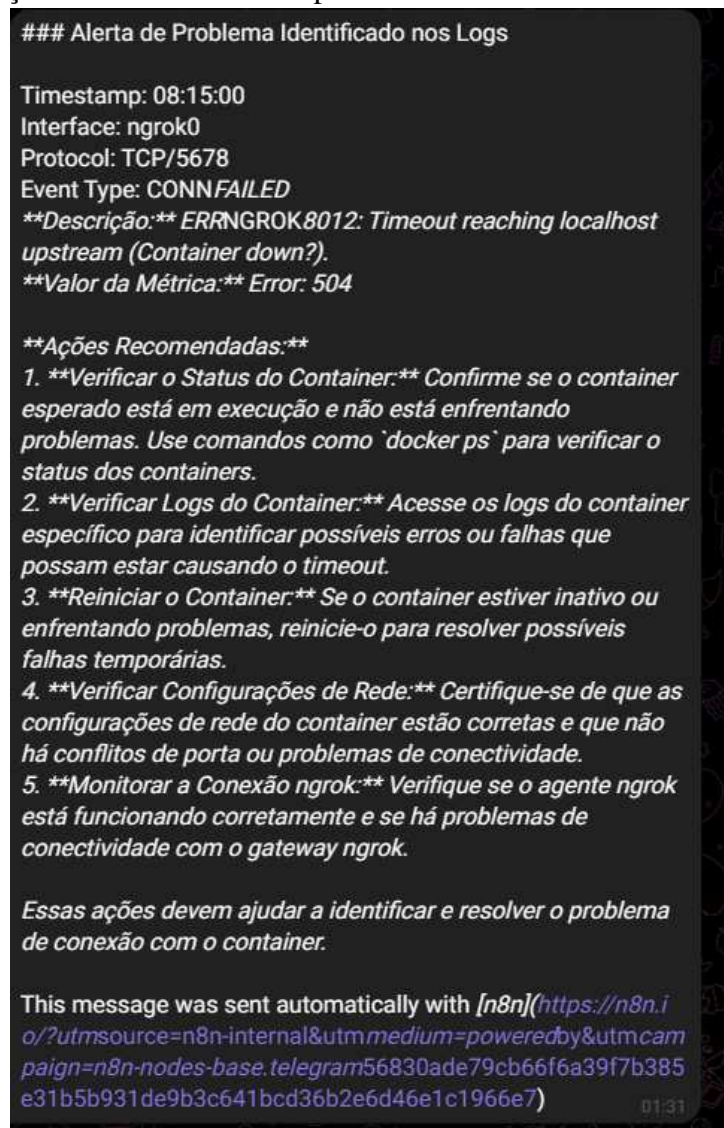 ### Alerta de Problema Identificado nos Logs
Timestamp: 08:15:00
Interface: ngrok0
Protocol: TCP/5678
Event Type: CONNFAILED
**Descrição:** ERRNGROK8012: Timeout reaching localhost
upstream (Container down?).
**Valor da Métrica:** Error: 504
**Ações Recomendadas:**
1. **Verificar o Status do Container:** Confirme se o container
esperado está em execução e não está enfrentando
problemas. Use comandos como `docker ps` para verificar o
status dos containers.
2. **Verificar Logs do Container:** Acesse os logs do container
específico para identificar possíveis erros ou falhas que
possam estar causando o timeout.
3. **Reiniciar o Container:** Se o container estiver inativo ou
enfrentando problemas, reinicie-o para resolver possíveis
falhas temporárias.
4. **Verificar Configurações de Rede:** Certifique-se de que as
configurações de rede do container estão corretas e que não
há conflitos de porta ou problemas de conectividade.
5. **Monitorar a Conexão ngrok:** Verifique se o agente ngrok
está funcionando corretamente e se há problemas de
conectividade com o gateway ngrok.
Essas ações devem ajudar a identificar e resolver o problema
de conexão com o container.
This message was sent automatically with [n8n](https://n8n.i
o/?utmsource=n8n-internal&utmmedium=poweredby&utmcam
paign=n8n-nodes-base.telegram56830ade79cb66f6a39f7b385
e31b5b931de9b3c641bcd36b2e6d46e1c1966e7)
01:31